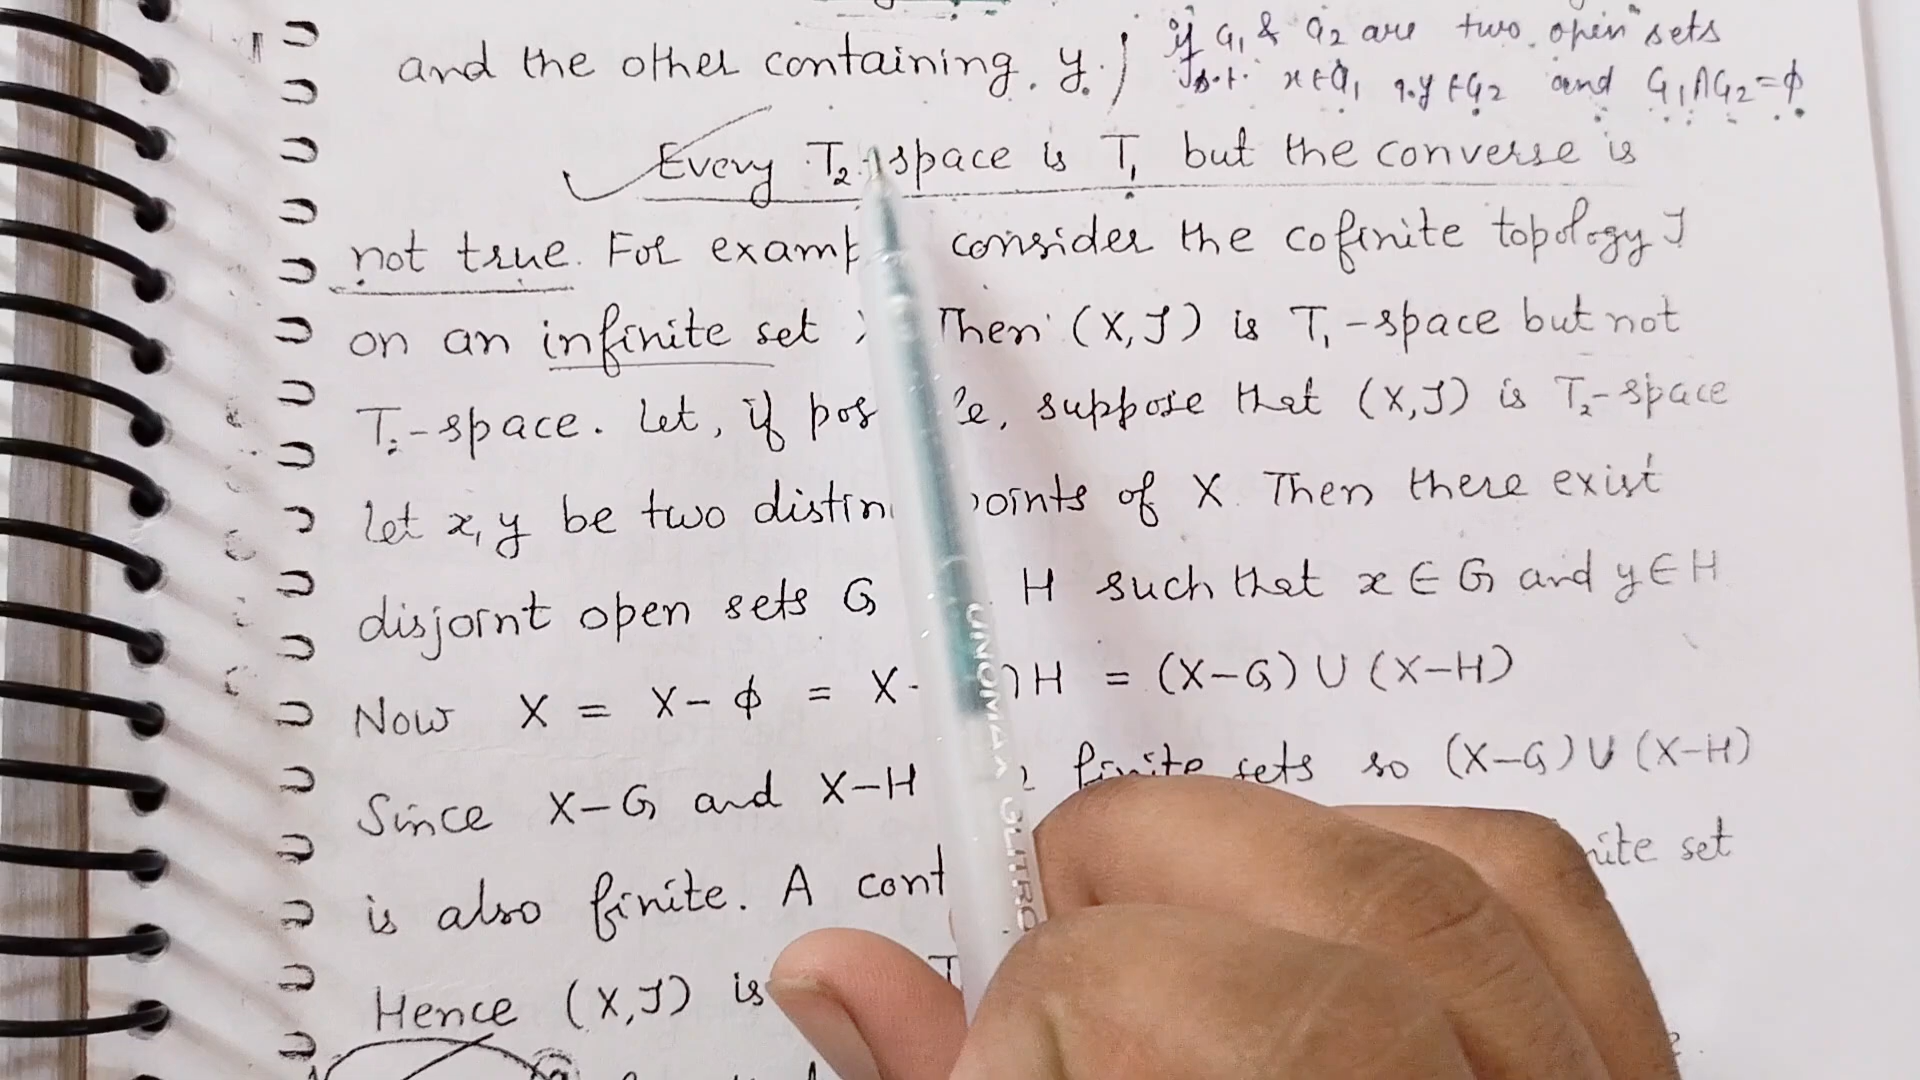 and the other containing y.
if G1 & G2 are two open sets
s.t. x∈G1 & y∈G2 and G1∩G2=φ
Every T2-space is T1 but the converse is
not true. For examp consider the cofinite topology J
on an infinite set Then (X,J) is T1-space but not
T2-space. Let, if pos e, suppose that (X,J) is T2-space
Let x,y be two distin oints of X Then there exist
disjoint open sets G H such that x∈G and y∈H
Now X = X-φ = X- ∩H = (X-G)∪(X-H)
Since X-G and X-H finite sets so (X-G)∪(X-H)
is also finite. A cont nite set
Hence (X,J) is T
UNOMAX GLITRO